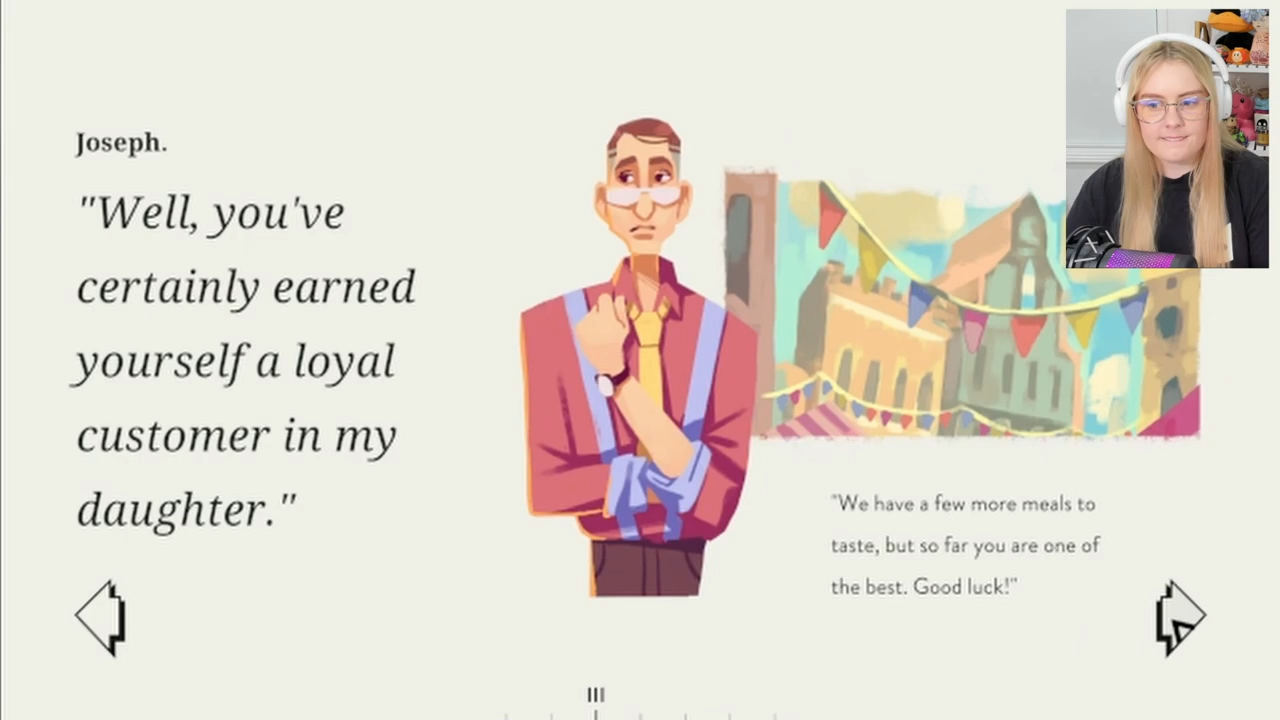 Joseph.
"Well, you've
certainly earned
yourself a loyal
customer in my
daughter."
"We have a few more meals to
taste, but so far you are one of
the best. Good luck!"
III